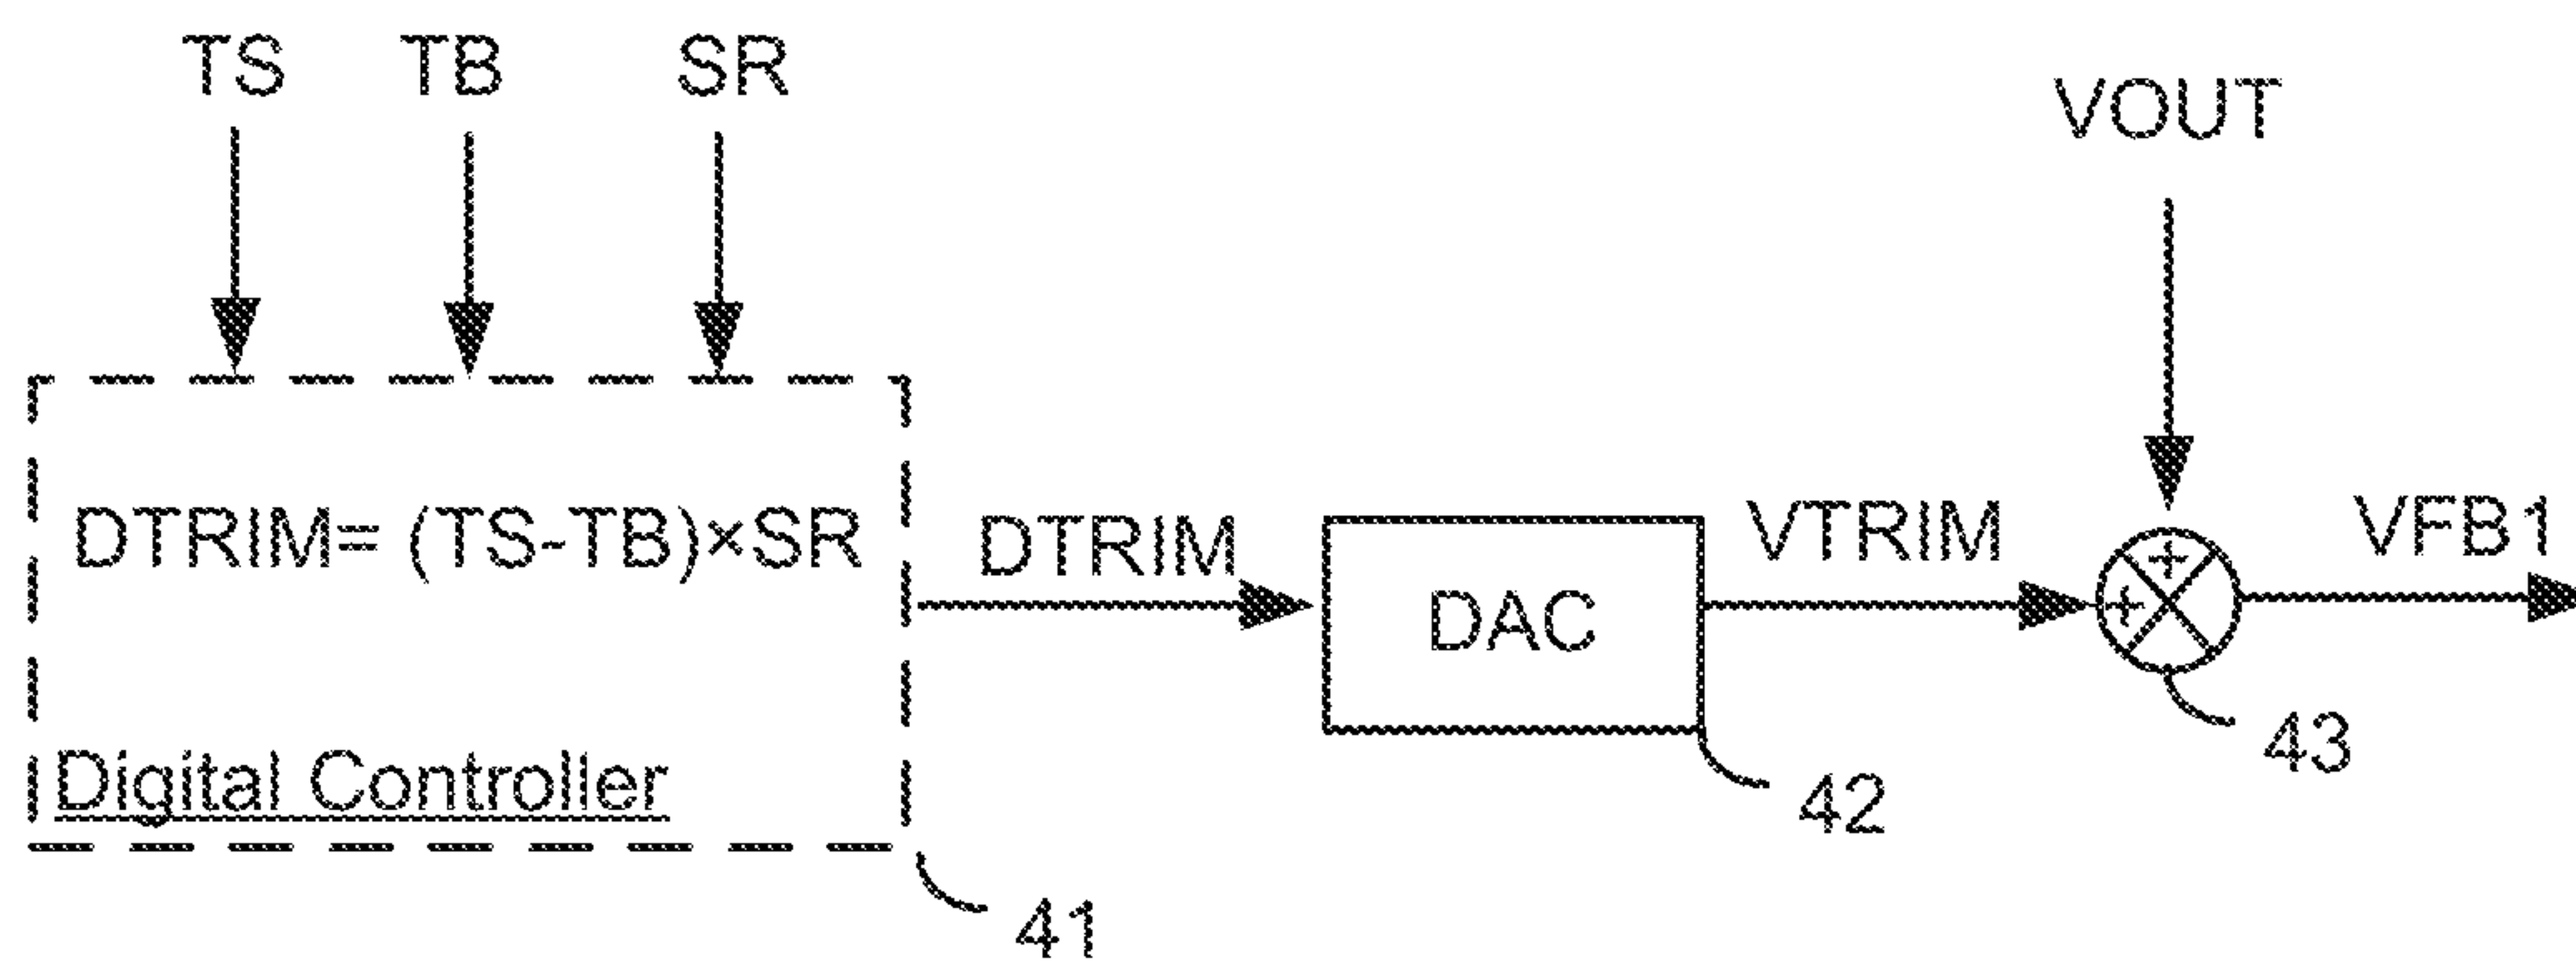 TS TB SR
VOUT
DTRIM= (TS-TB)×SR
DTRIM
DAC
VTRIM
++
VFB1
Digital Controller
41
42
43